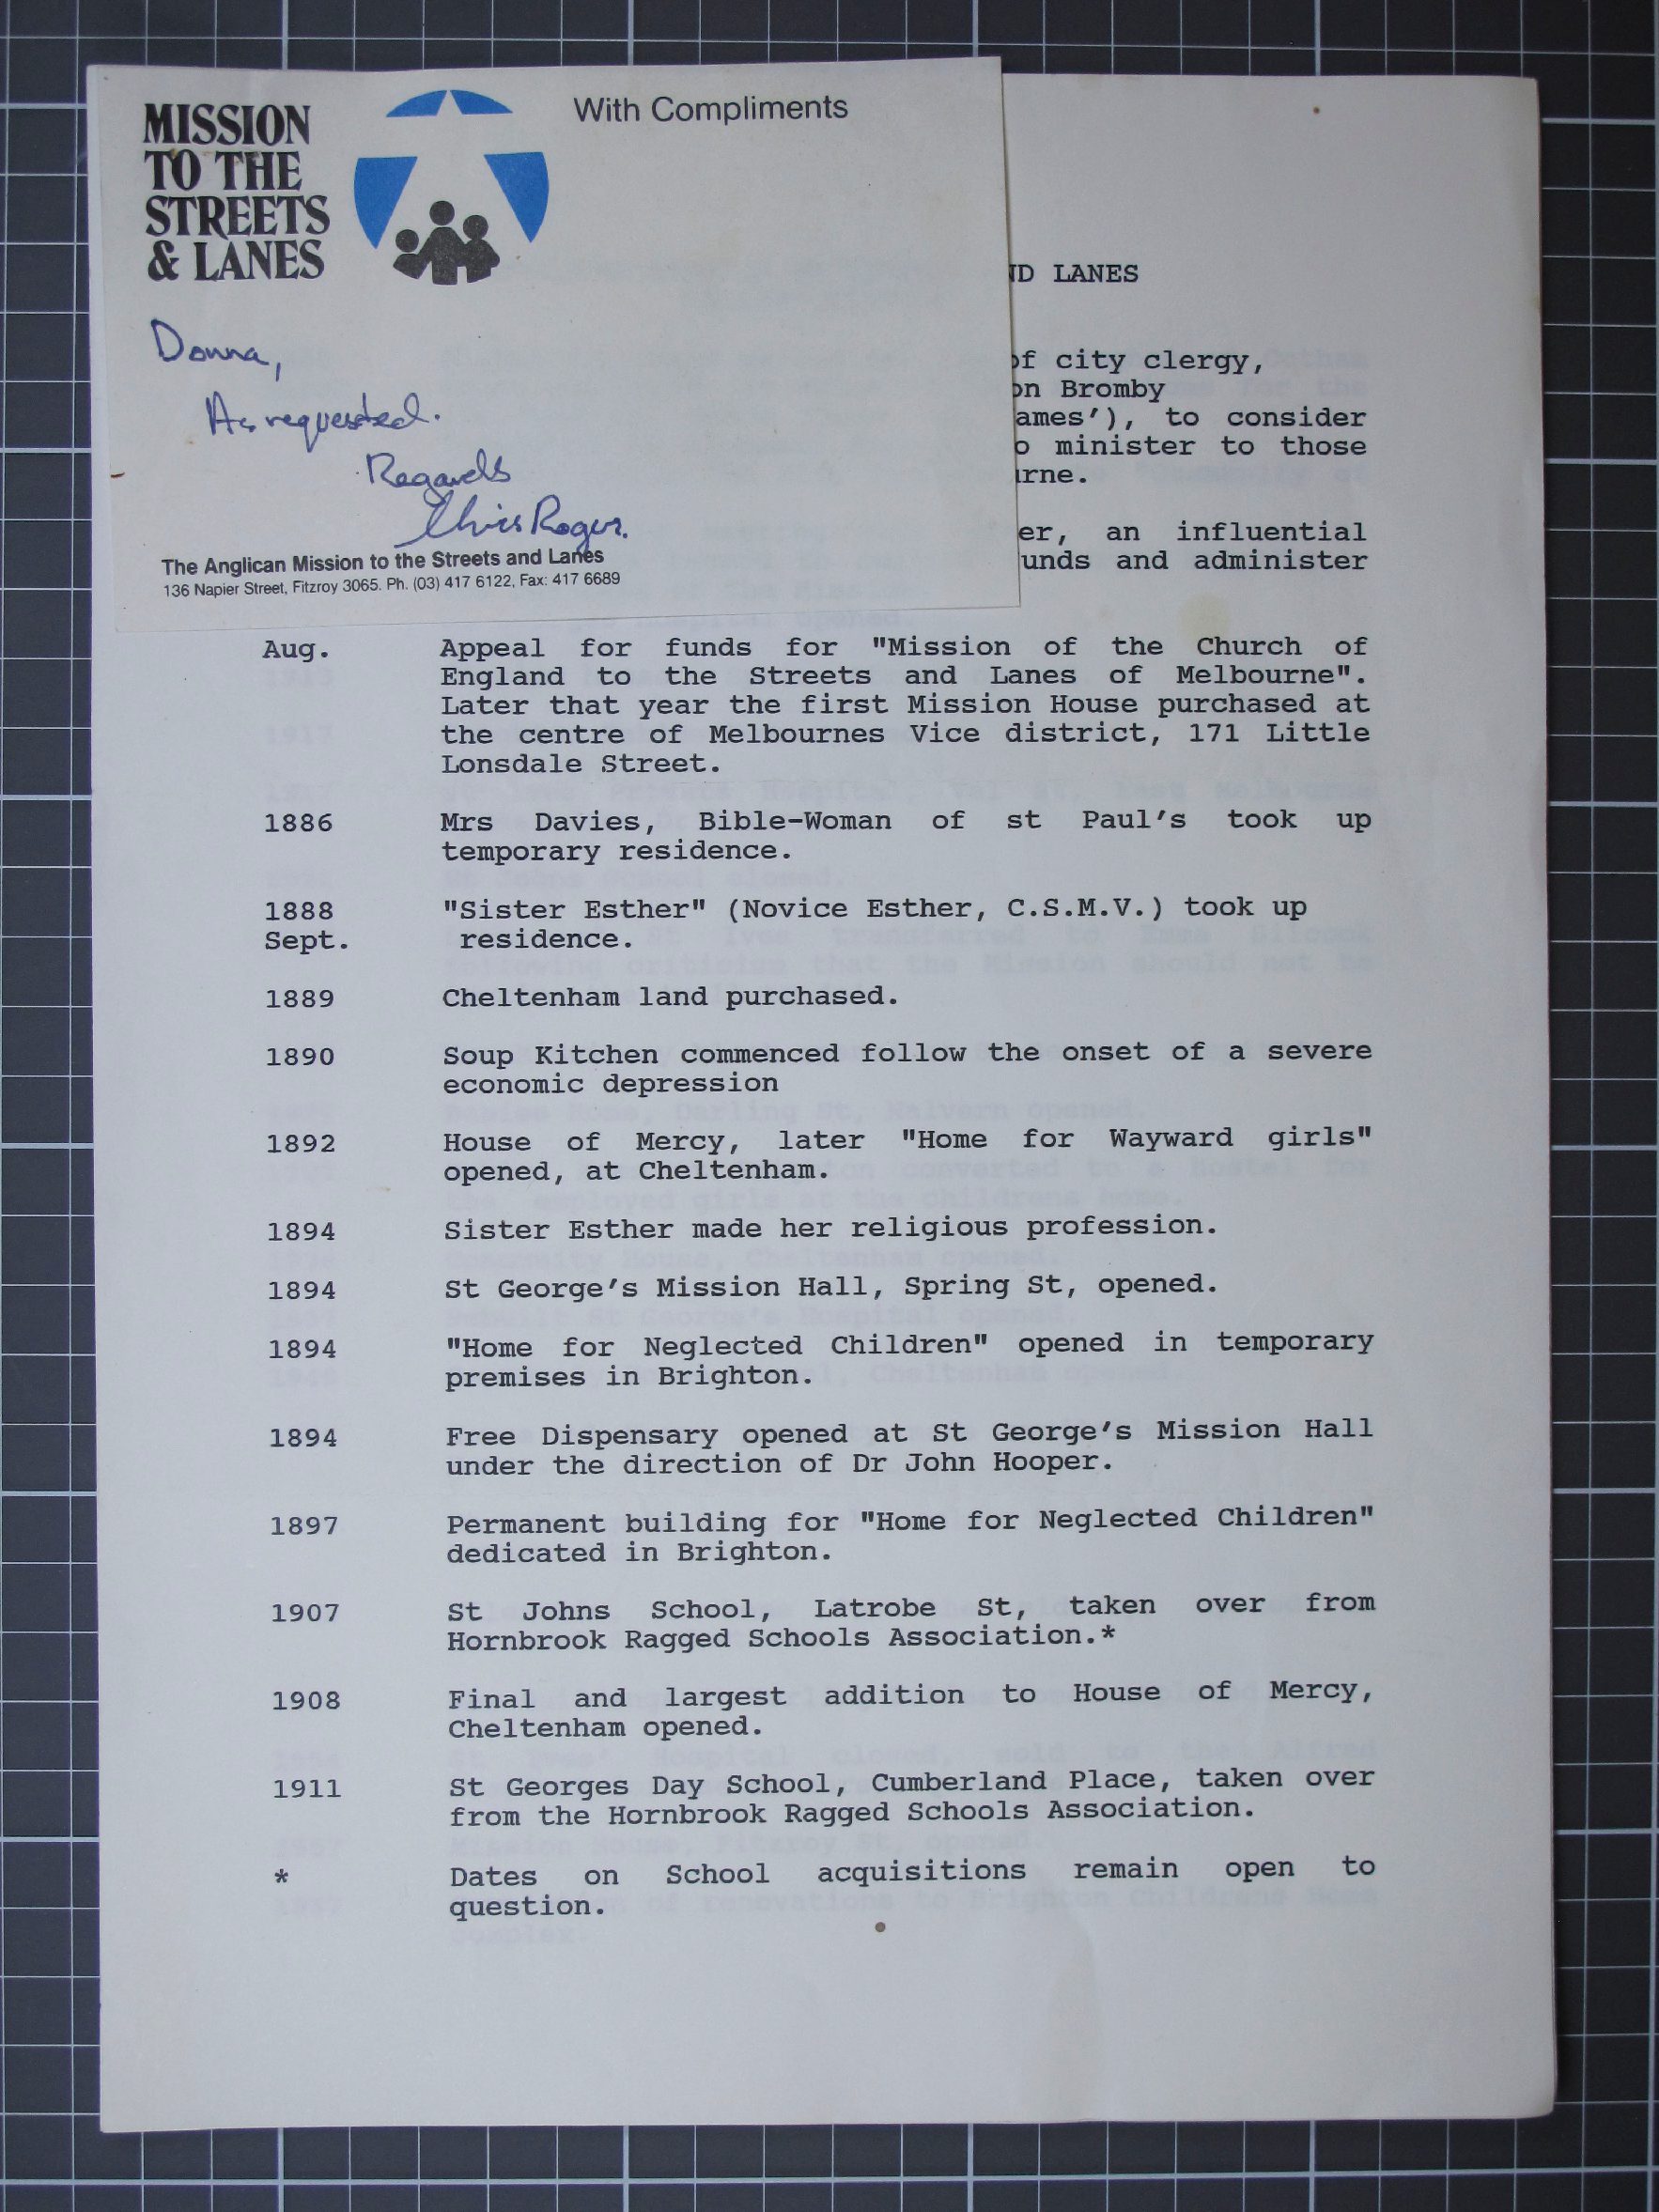 MISSION
TO THE
STREETS
& LANES
With Compliments
Donna,
As requested.
Regards
Chris Roger.
The Anglican Mission to the Streets and Lanes
136 Napier Street, Fitzroy 3065. Ph. (03) 417 6122, Fax: 417 6689
LANES
of city clergy,
Bromby
to consider
minister to those
an influential
and administer
Aug. Appeal for funds for "Mission of the Church of
England to the Streets and Lanes of Melbourne".
Later that year the first Mission House purchased at
the centre of Melbournes Vice district, 171 Little
Lonsdale Street.
1886 Mrs Davies, Bible-Woman of st Paul's took up
temporary residence.
1888 "Sister Esther" (Novice Esther, C.S.M.V.) took up
Sept. residence.
1889 Cheltenham land purchased.
1890 Soup Kitchen commenced follow the onset of a severe
economic depression
1892 House of Mercy, later "Home for Wayward girls"
opened, at Cheltenham.
1894 Sister Esther made her religious profession.
1894 St George's Mission Hall, Spring St, opened.
1894 "Home for Neglected Children" opened in temporary
premises in Brighton.
1894 Free Dispensary opened at St George's Mission Hall
under the direction of Dr John Hooper.
1897 Permanent building for "Home for Neglected Children"
dedicated in Brighton.
1907 St Johns School, Latrobe St, taken over from
Hornbrook Ragged Schools Association.*
1908 Final and largest addition to House of Mercy,
Cheltenham opened.
1911 St Georges Day School, Cumberland Place, taken over
from the Hornbrook Ragged Schools Association.
* Dates on School acquisitions remain open to
question.